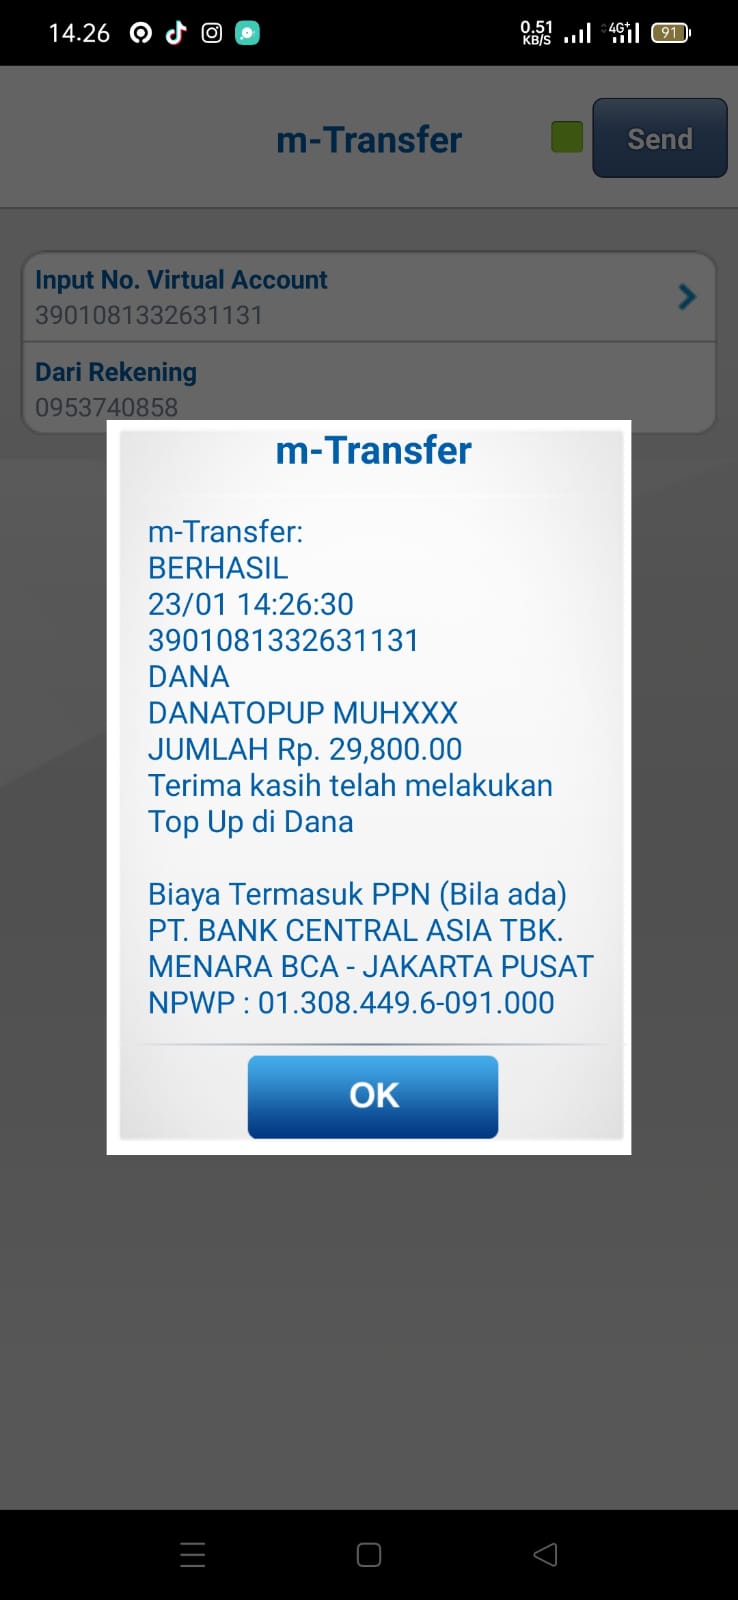 14.26
0.51
KB/S
4G+
91
m-Transfer
Send
Input No. Virtual Account
3901081332631131
Dari Rekening
0953740858
m-Transfer
m-Transfer:
BERHASIL
23/01 14:26:30
3901081332631131
DANA
DANATOPUP MUHXXX
JUMLAH Rp. 29,800.00
Terima kasih telah melakukan
Top Up di Dana
Biaya Termasuk PPN (Bila ada)
PT. BANK CENTRAL ASIA TBK.
MENARA BCA - JAKARTA PUSAT
NPWP : 01.308.449.6-091.000
OK